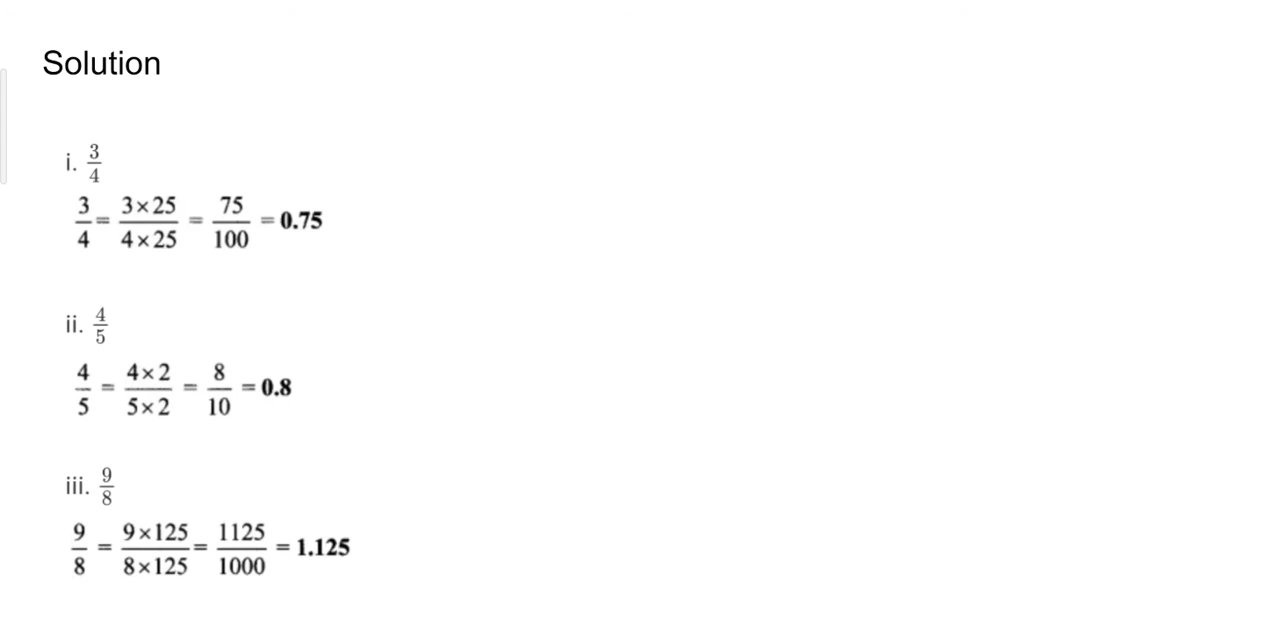 Solution
i. 3/4
3/4 = 3×25/4×25 = 75/100 = 0.75
ii. 4/5
4/5 = 4×2/5×2 = 8/10 = 0.8
iii. 9/8
9/8 = 9×125/8×125 = 1125/1000 = 1.125